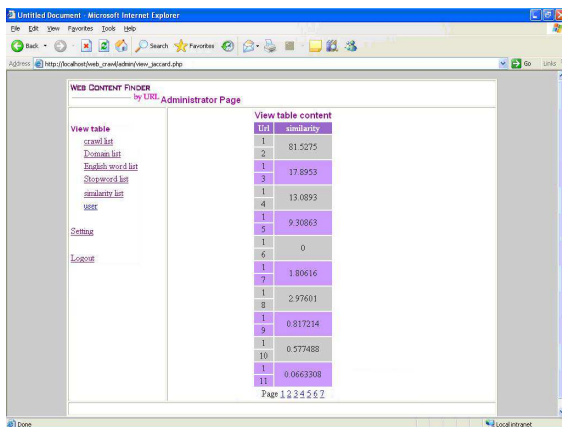 Untitled Document - Microsoft Internet Explorer
File Edit View Favorites Tools Help
Back Search Favorites
Address http://localhost/web_crawl/admin/view_jaccard.php Go Links
WEB CONTENT FINDER
by URL Administrator Page
View table
crawl list
Domain list
English word list
Stopword list
similarity list
user
Setting
Logout
View table content
Url similarity
1
2 81.5275
1
3 17.8953
1
4 13.0893
1
5 9.30863
1
6 0
1
7 1.80616
1
8 2.97601
1
9 0.817214
1
10 0.577488
1
11 0.0663308
Page 1 2 3 4 5 6 7
Done Local intranet